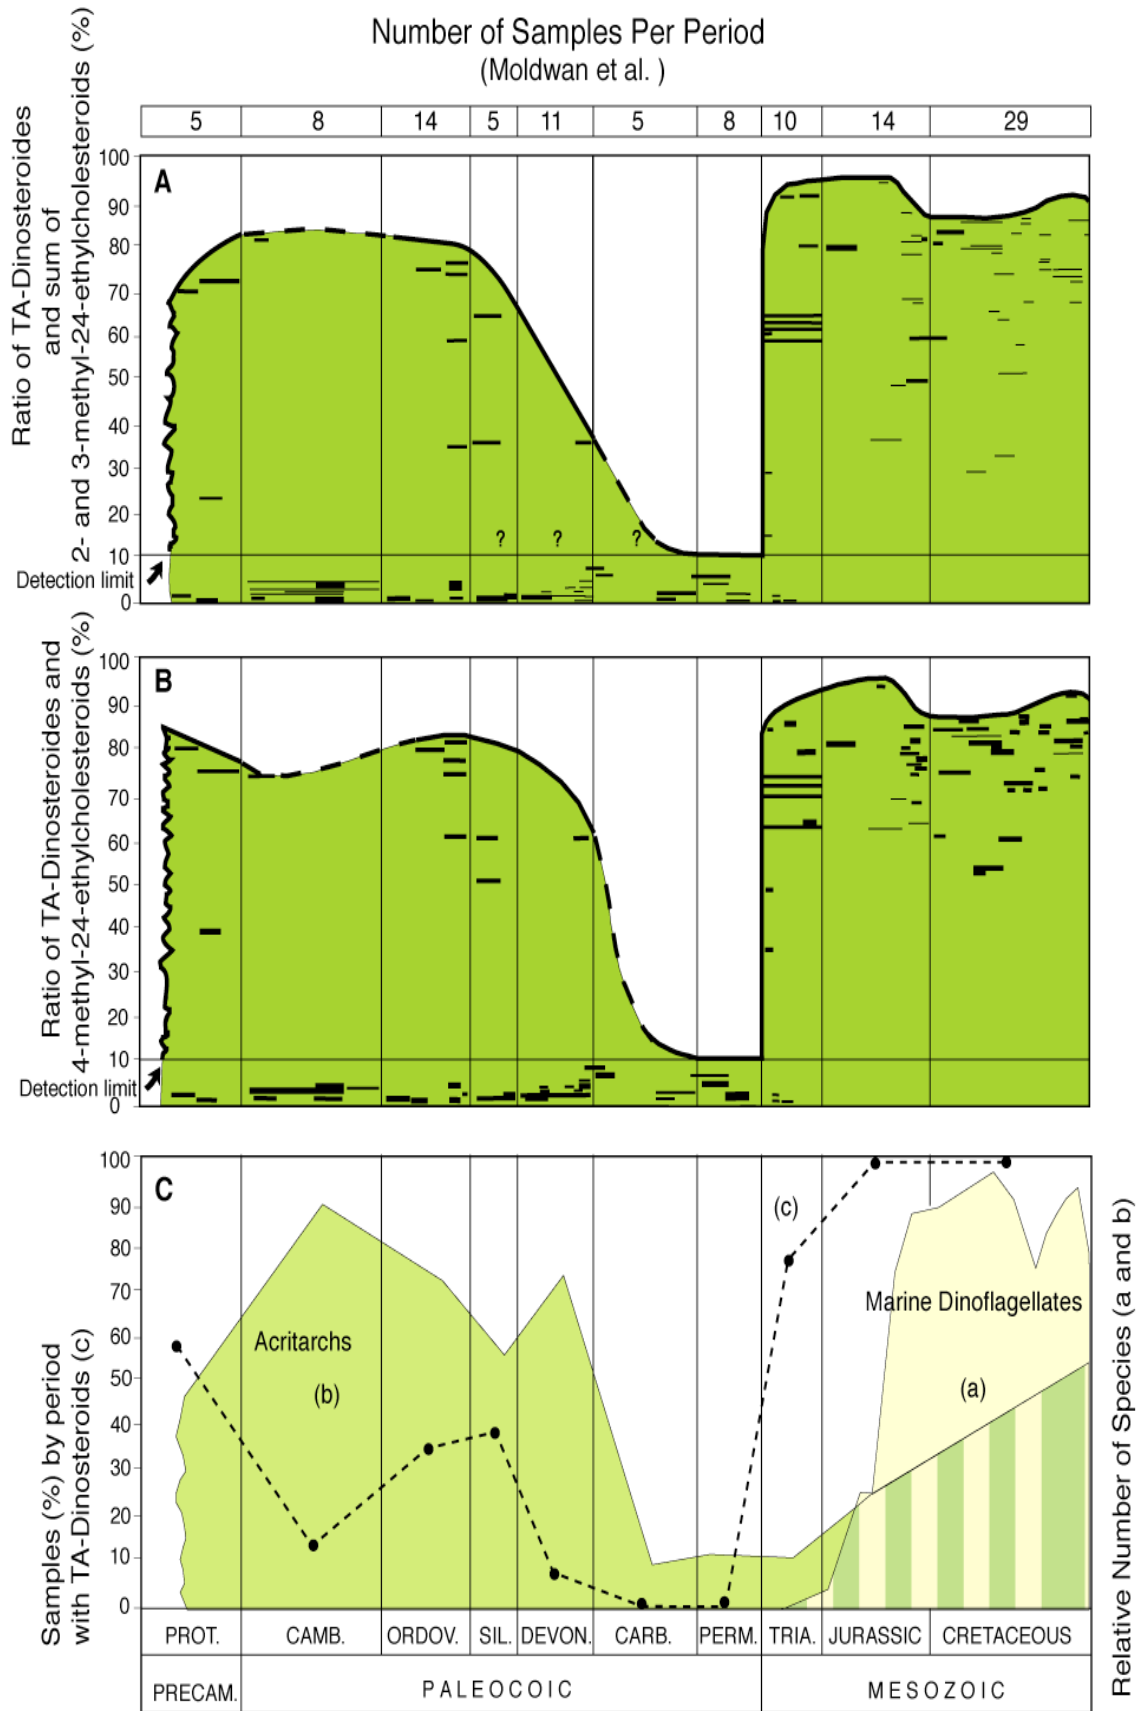 Number of Samples Per Period
(Moldwan et al. )
5 8 14 5 11 5 8 10 14 29
Ratio of TA-Dinosteroides
and sum of
2- and 3-methyl-24-ethylcholesteroids (%)
A
100
90
80
70
60
50
40
30
20
10
0
? ? ?
Detection limit
Ratio of TA-Dinosteroides and
4-methyl-24-ethylcholesteroids (%)
B
100
90
80
70
60
50
40
30
20
10
0
Detection limit
Samples (%) by period
with TA-Dinosteroids (c)
C
100
90
80
70
60
50
40
30
20
10
0
(c)
Marine Dinoflagellates
Acritarchs
(a)
(b)
Relative Number of Species (a and b)
PROT. CAMB. ORDOV. SIL. DEVON. CARB. PERM. TRIA. JURASSIC CRETACEOUS
PRECAM. PALEOCOIC MESOZOIC